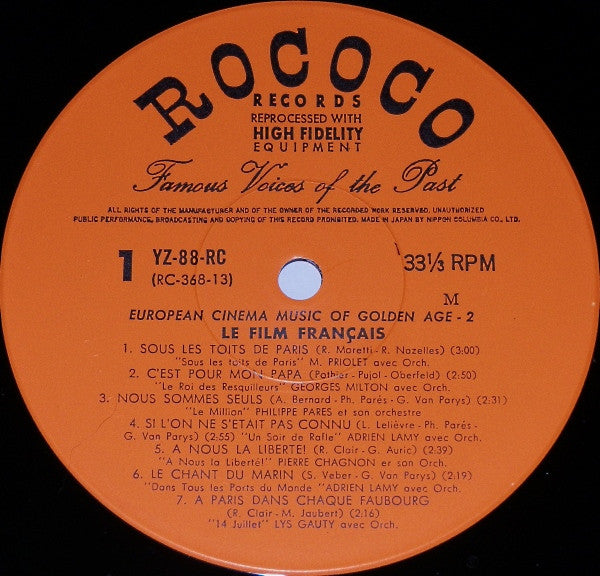 ROCOCO
RECORDS
REPROCESSED WITH
HIGH FIDELITY
EQUIPMENT
Famous Voices of the Past
ALL RIGHTS OF THE MANUFACTURER AND OF THE OWNER OF THE RECORDED WORK RESERVED. UNAUTHORIZED
PUBLIC PERFORMANCE, BROADCASTING AND COPYING OF THIS RECORD PROHIBITED. MADE IN JAPAN BY NIPPON COLUMBIA CO., LTD.
1 YZ-88-RC 33⅓ RPM
(RC-368-13)
M
EUROPEAN CINEMA MUSIC OF GOLDEN AGE - 2
LE FILM FRANÇAIS
1. SOUS LES TOITS DE PARIS (R. Moretti - R. Nazelles) (3:00)
"Sous les toits de Paris" M. PRIOLET avec Orch.
2. C'EST POUR MON PAPA (Pothier - Pujol - Oberfeld) (2:50)
"Le Roi des Resquilleurs" GEORGES MILTON avec Orch.
3. NOUS SOMMES SEULS (A. Bernard - Ph. Parés - G. Van Parys) (2:31)
"Le Million" PHILIPPE PARES et son orchestre
4. SI L'ON NE S'ETAIT PAS CONNU (L. Lelièvre - Ph. Parés -
G. Van Parys) (2:55) "Un Soir de Rafle" ADRIEN LAMY avec Orch.
5. A NOUS LA LIBERTE! (R. Clair - G. Auric) (2:39)
"A Nous la Liberté!" PIERRE CHAGNON er son Orch.
6. LE CHANT DU MARIN (S. Veber - G. Van Parys) (2:19)
"Dans Tous les Parts du Monde" ADRIEN LAMY avec Orch.
7. A PARIS DANS CHAQUE FAUBOURG
(R. Clair - M. Jaubert) (2:16)
"14 Juillet" LYS GAUTY avec Orch.